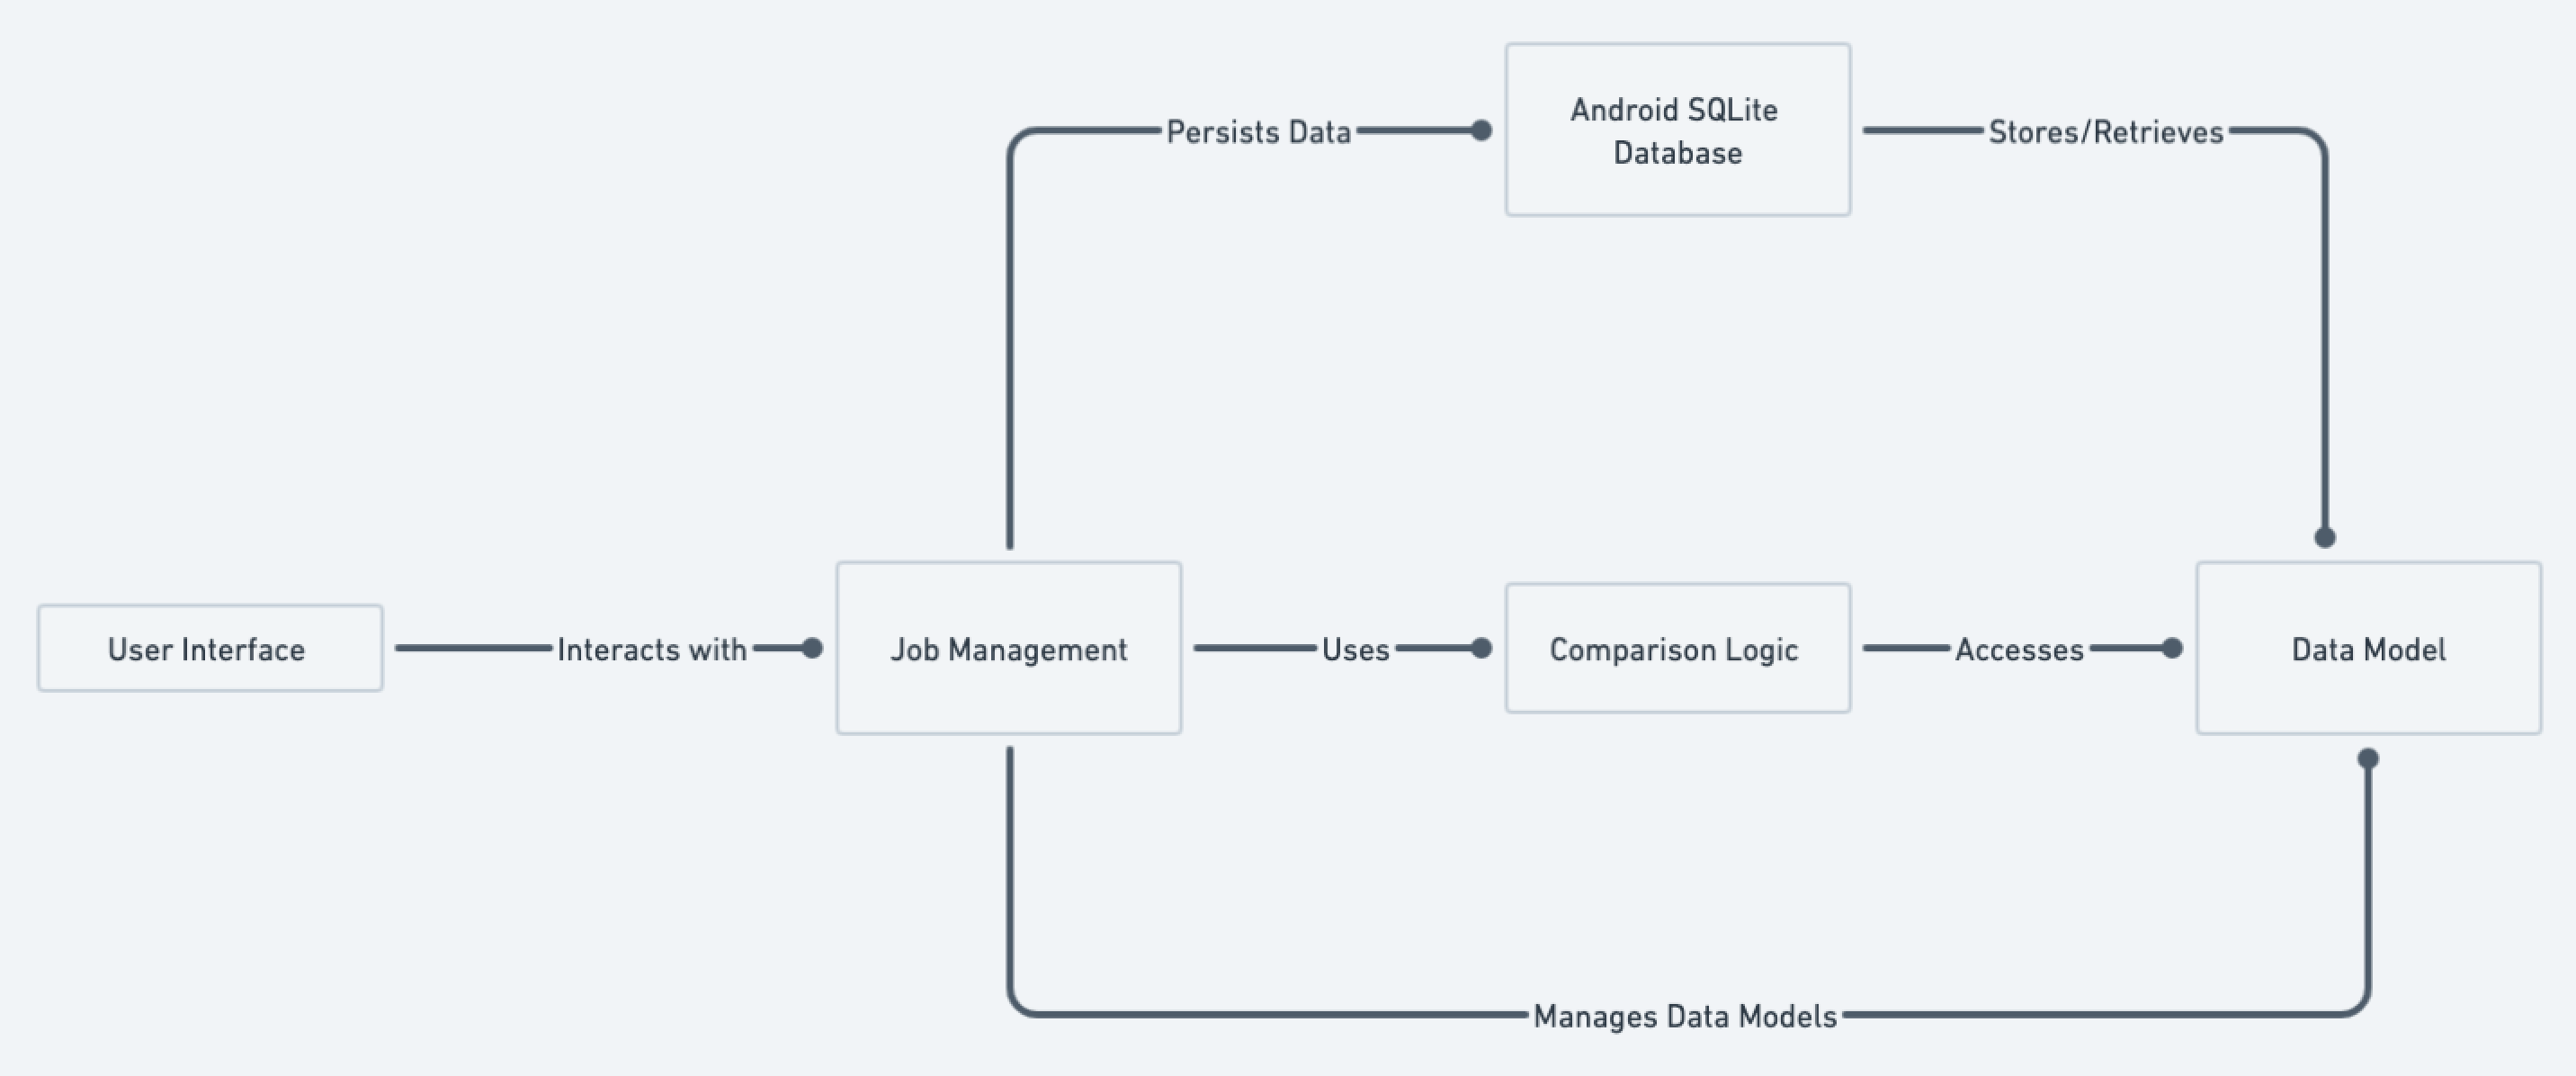 Persists Data
Android SQLite
Database
Stores/Retrieves
User Interface
Interacts with
Job Management
Uses
Comparison Logic
Accesses
Data Model
Manages Data Models